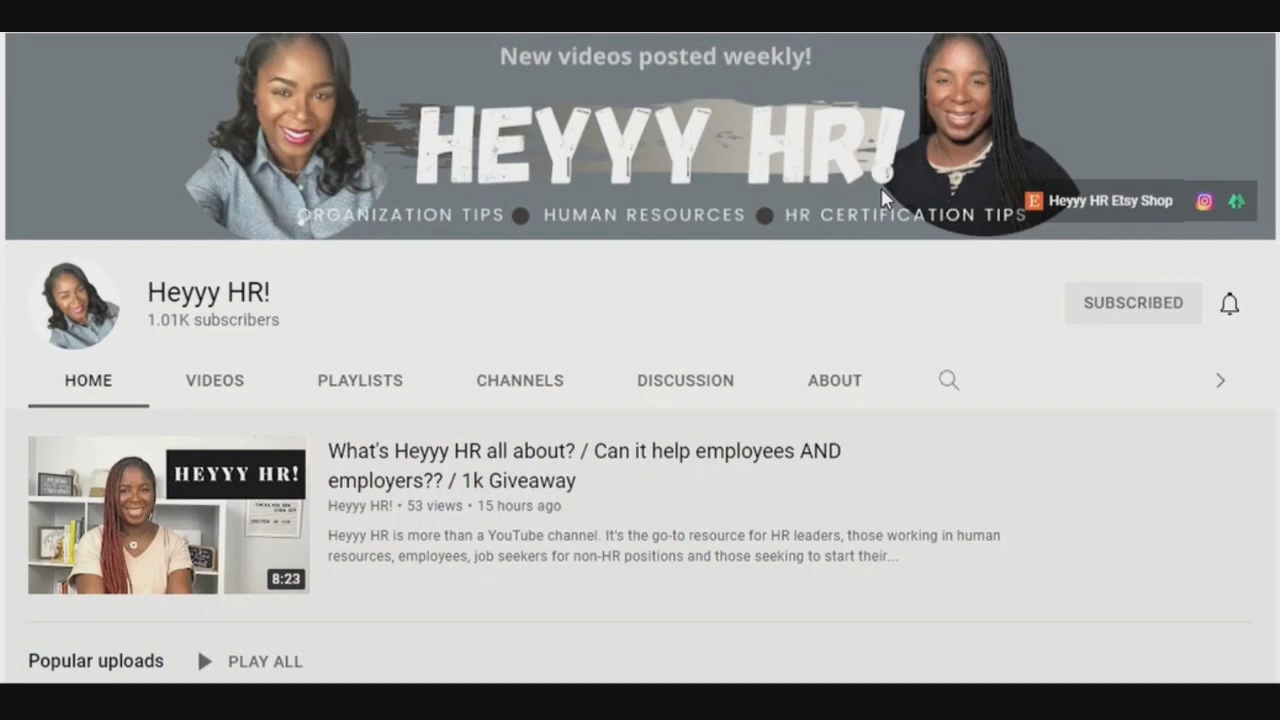 New videos posted weekly!
HEYYY HR!
ORGANIZATION TIPS ● HUMAN RESOURCES ● HR CERTIFICATION TIPS
E Heyyy HR Etsy Shop
Heyyy HR!
1.01K subscribers
SUBSCRIBED
HOME VIDEOS PLAYLISTS CHANNELS DISCUSSION ABOUT
HEYYY HR!
8:23
What's Heyyy HR all about? / Can it help employees AND
employers?? / 1k Giveaway
Heyyy HR! • 53 views • 15 hours ago
Heyyy HR is more than a YouTube channel. It's the go-to resource for HR leaders, those working in human
resources, employees, job seekers for non-HR positions and those seeking to start their...
Popular uploads PLAY ALL